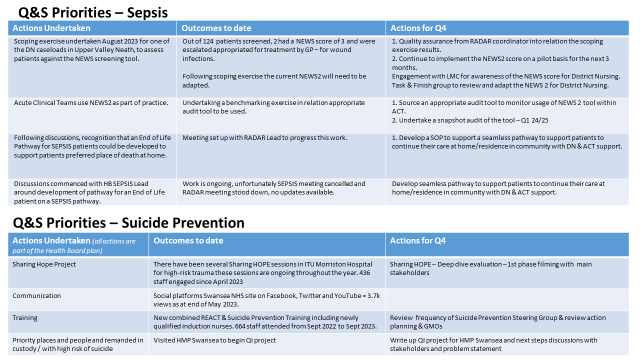 Q&S Priorities – Sepsis
Actions Undertaken
Outcomes to date
Actions for Q4
Scoping exercise undertaken August 2023 for one of
the DN caseloads in Upper Valley Neath, to assess
patients against the NEWS screening tool.
Out of 124 patients screened, 2 had a NEWS score of 3 and were
escalated appropriated for treatment by GP – for wound
infections.
Following scoping exercise the current NEWS2 will need to be
adapted.
1. Quality assurance from RADAR coordinator into relation the scoping
exercise results.
2. Continue to implement the NEWS2 score on a pilot basis for the next 3
months.
Engagement with LMC for awareness of the NEWS score for District Nursing.
Task & Finish group to review and adapt the NEWS 2 for District Nursing.
Acute Clinical Teams use NEWS2 as part of practice.
Undertaking a benchmarking exercise in relation appropriate
audit tool to be used.
1. Source an appropriate audit tool to monitor usage of NEWS 2 tool within
ACT.
2. Undertake a snapshot audit of the tool – Q1 24/25
Following discussions, recognition that an End of Life
Pathway for SEPSIS patients could be developed to
support patients preferred place of death at home.
Meeting set up with RADAR Lead to progress this work.
1. Develop a SOP to support a seamless pathway to support patients to
continue their care at home/residence in community with DN & ACT support.
Discussions commenced with HB SEPSIS Lead
around development of pathway for an End of Life
patient on a SEPSIS pathway.
Work is ongoing, unfortunately SEPSIS meeting cancelled and
RADAR meeting stood down, no updates available.
Develop seamless pathway to support patients to continue their care at
home/residence in community with DN & ACT support.
Q&S Priorities – Suicide Prevention
Actions Undertaken (all actions are
part of the Health Board plan)
Outcomes to date
Actions for Q4
Sharing Hope Project
There have been several Sharing HOPE sessions in ITU Morriston Hospital
for high-risk trauma these sessions are ongoing throughout the year. 436
staff engaged since April 2023
Sharing HOPE – Deep dive evaluation – 1st phase filming with main
stakeholders
Communication
Social platforms Swansea NHS site on Facebook, Twitter and YouTube = 3.7k
views as at end of May 2023.
Training
New combined REACT & Suicide Prevention Training including newly
qualified induction nurses. 664 staff attended from Sept 2022 to Sept 2023.
Review frequency of Suicide Prevention Steering Group & review action
planning & GMOs
Priority places and people and remanded in
custody / with high risk of suicide
Visited HMP Swansea to begin QI project
Write up QI project for HMP Swansea and next steps discussions with
stakeholders and problem statement